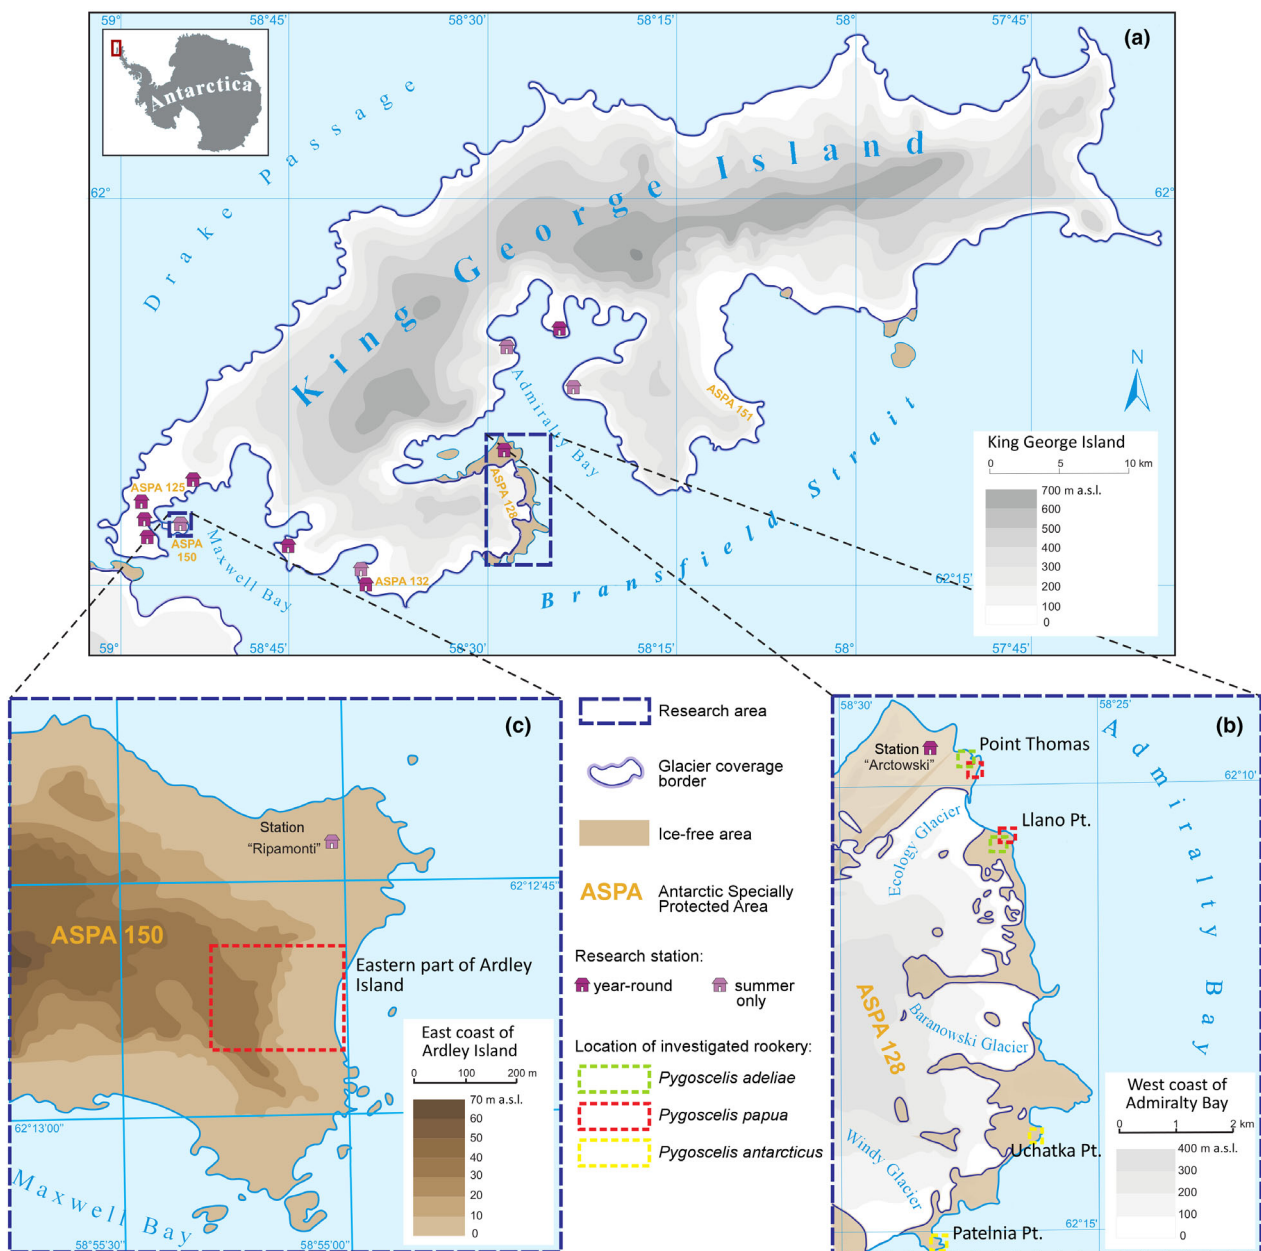 59°
58°30'
58°15'
58°
57°45'
(a)
Antarctica
Drake Passage
King George Island
62°
62°
Admiralty Bay
ASPA 151
N
King George Island
0 5 10 km
700 m a.s.l.
600
500
400
300
200
100
0
ASPA 125
ASPA 128
ASPA
150
Maxwell Bay
ASPA 132
Bransfield Strait
62°15'
59°
58°45'
58°30'
58°15'
58°
57°45'
(c)
Station
"Ripamonti"
62°12'45"
ASPA 150
Eastern part of Ardley
Island
East coast of
Ardley Island
0 100 200 m
70 m a.s.l.
60
50
40
30
20
10
0
62°13'00"
Maxwell Bay
58°55'30"
58°55'00"
Research area
Glacier coverage
border
Ice-free area
ASPA
Antarctic Specially
Protected Area
Research station:
year-round
summer
only
Location of investigated rookery:
Pygoscelis adeliae
Pygoscelis papua
Pygoscelis antarcticus
58°30'
58°25'
(b)
Station
"Arctowski"
Point Thomas
62°10'
Llano Pt.
Ecology Glacier
Admiralty Bay
ASPA 128
Baranowski Glacier
West coast of
Admiralty Bay
0 1 2 km
400 m a.s.l.
300
200
100
0
Windy Glacier
Uchatka Pt.
Patelnia Pt.
62°15'